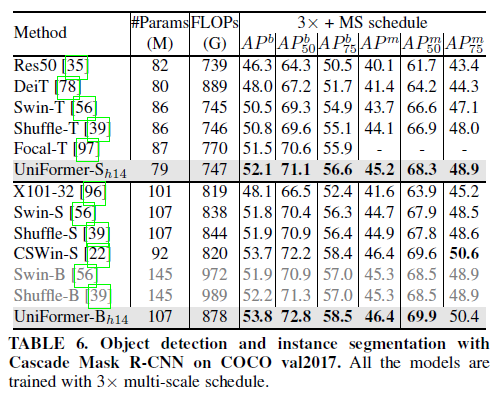 Method #Params (M) FLOPs (G) 3× + MS schedule
AP^b AP^b_50 AP^b_75 AP^m AP^m_50 AP^m_75
Res50 [35] 82 739 46.3 64.3 50.5 40.1 61.7 43.4
DeiT [78] 80 889 48.0 67.2 51.7 41.4 64.2 44.3
Swin-T [56] 86 745 50.5 69.3 54.9 43.7 66.6 47.1
Shuffle-T [39] 86 746 50.8 69.6 55.1 44.1 66.9 48.0
Focal-T [97] 87 770 51.5 70.6 55.9 - - -
UniFormer-S_h14 79 747 52.1 71.1 56.6 45.2 68.3 48.9
X101-32 [96] 101 819 48.1 66.5 52.4 41.6 63.9 45.2
Swin-S [56] 107 838 51.8 70.4 56.3 44.7 67.9 48.5
Shuffle-S [39] 107 844 51.9 70.9 56.4 44.9 67.8 48.6
CSWin-S [22] 92 820 53.7 72.2 58.4 46.4 69.6 50.6
Swin-B [56] 145 972 51.9 70.9 57.0 45.3 68.5 48.9
Shuffle-B [39] 145 989 52.2 71.3 57.0 45.3 68.5 48.9
UniFormer-B_h14 107 878 53.8 72.8 58.5 46.4 69.9 50.4
TABLE 6. Object detection and instance segmentation with
Cascade Mask R-CNN on COCO val2017. All the models are
trained with 3× multi-scale schedule.